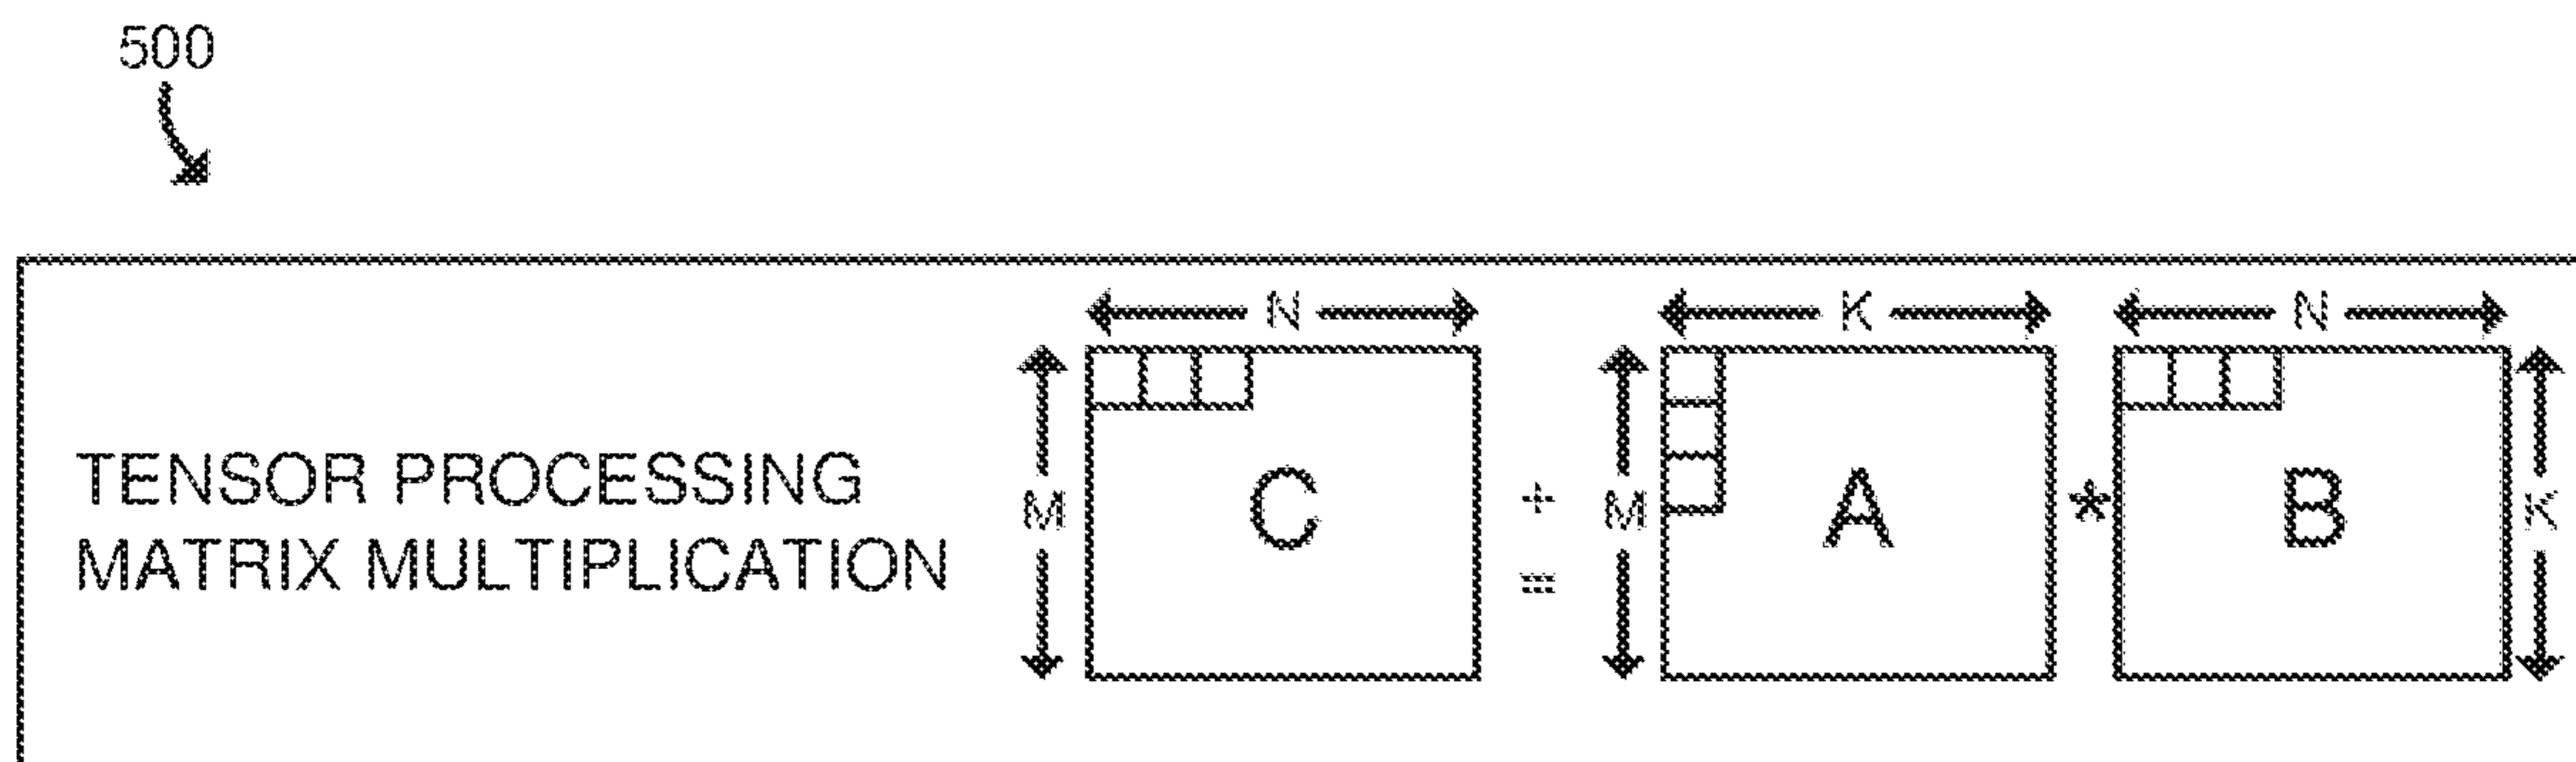 500
N K N
TENSOR PROCESSING
MATRIX MULTIPLICATION
M C + = M A * B K